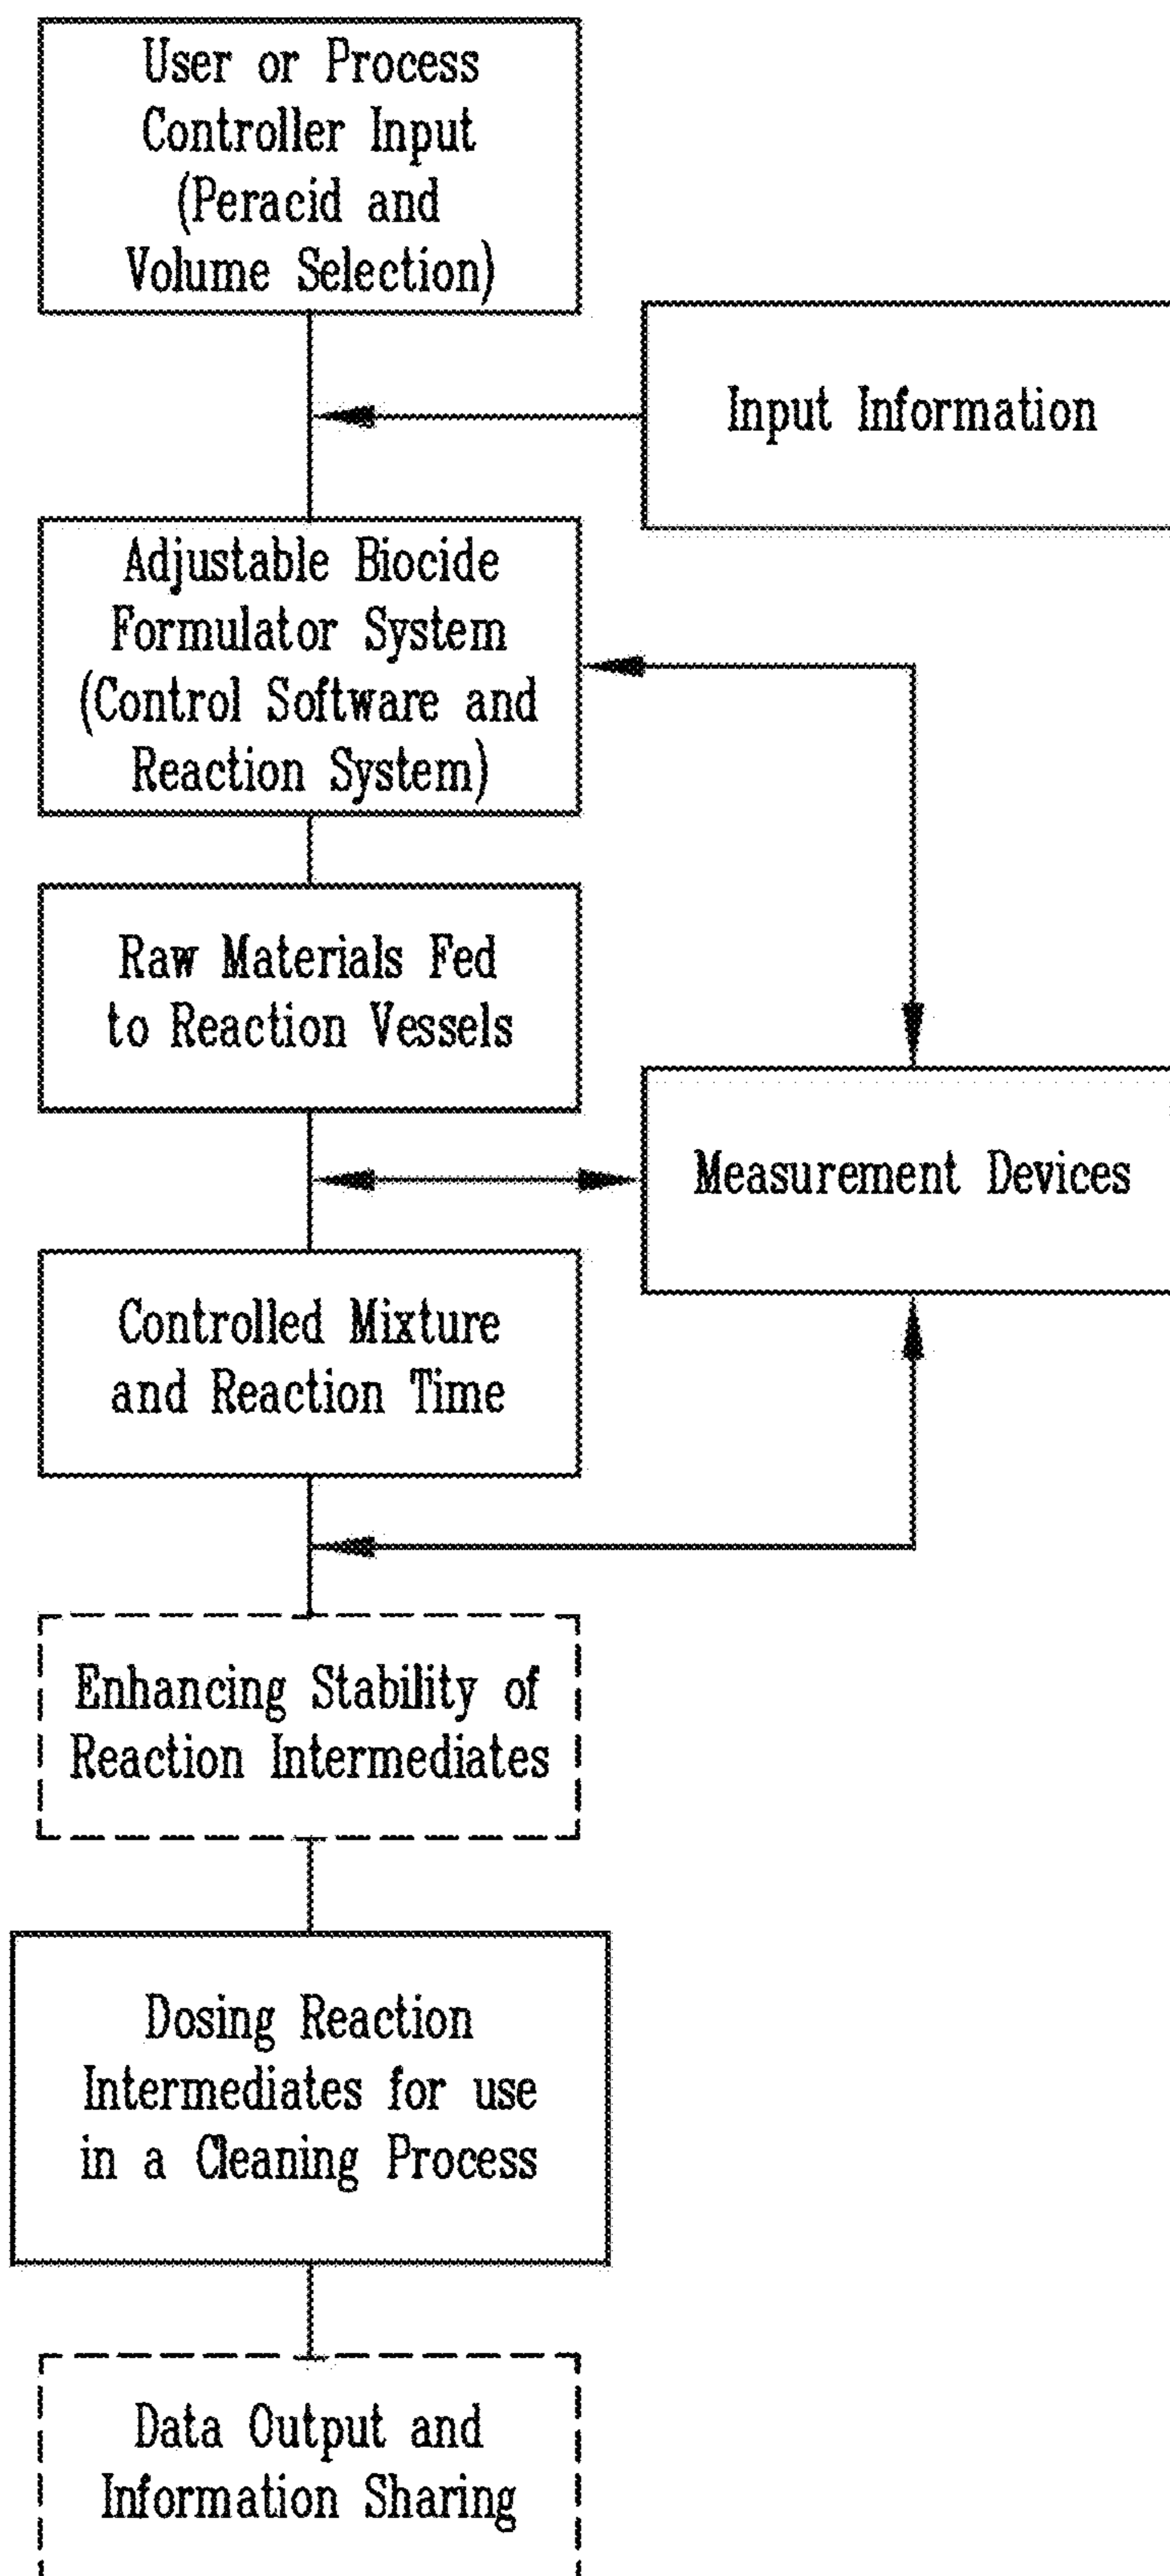 User or Process
Controller Input
(Peracid and
Volume Selection)
Input Information
Adjustable Biocide
Formulator System
(Control Software and
Reaction System)
Raw Materials Fed
to Reaction Vessels
Measurement Devices
Controlled Mixture
and Reaction Time
Enhancing Stability of
Reaction Intermediates
Dosing Reaction
Intermediates for use
in a Cleaning Process
Data Output and
Information Sharing